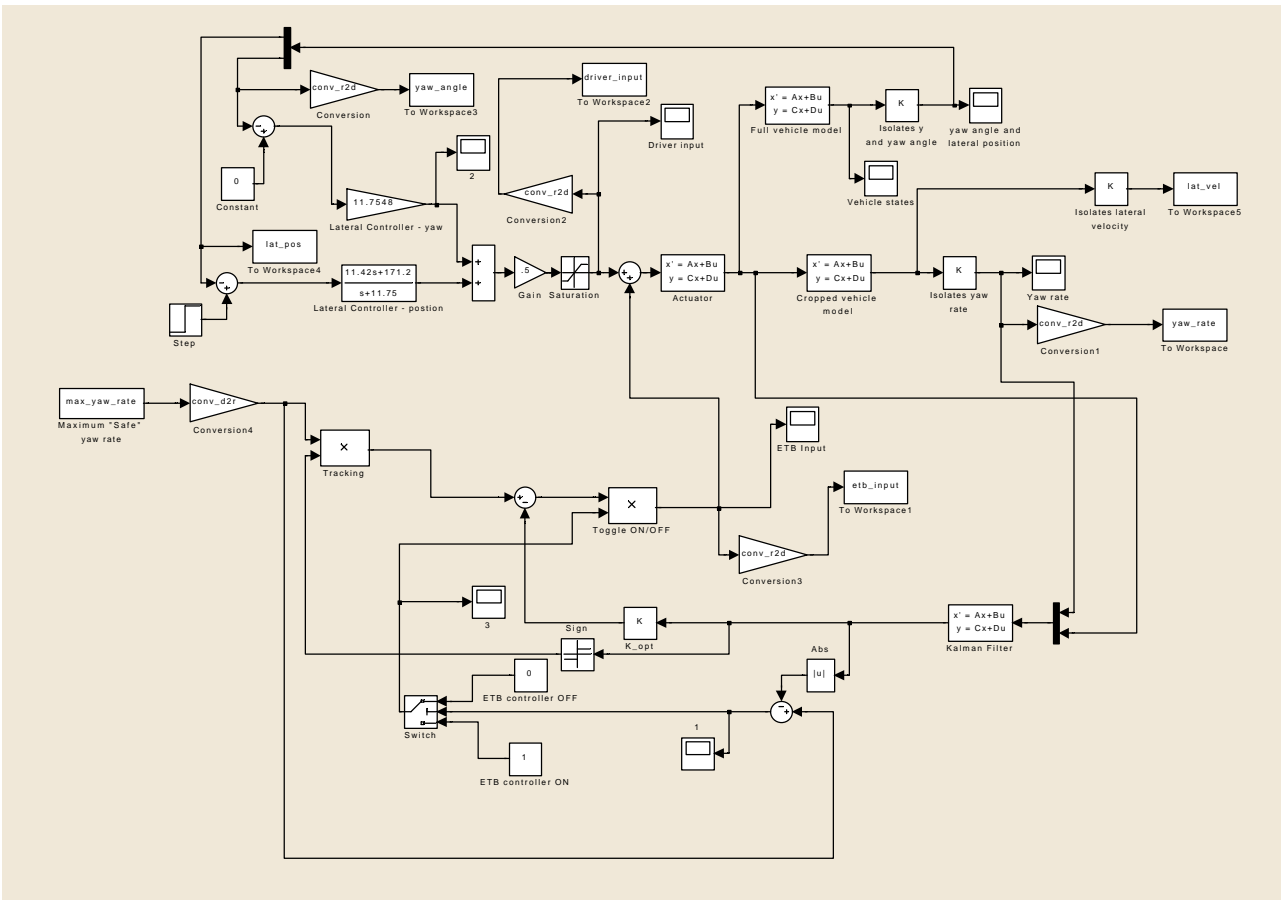 conv_r2d
Conversion
yaw_angle
To Workspace3
driver_input
To Workspace2
Driver input
x' = Ax+Bu
y = Cx+Du
Full vehicle model
K
Isolates y
and yaw angle
yaw angle and
lateral position
Vehicle states
− +
0
Constant
2
11.7548
Lateral Controller - yaw
conv_r2d
Conversion2
K
Isolates lateral
velocity
lat_vel
To Workspace5
lat_pos
To Workspace4
− +
Step
11.42s+171.2
s+11.75
Lateral Controller - postion
+
+
.5
Gain
Saturation
+ +
x' = Ax+Bu
y = Cx+Du
Actuator
x' = Ax+Bu
y = Cx+Du
Cropped vehicle
model
K
Isolates yaw
rate
Yaw rate
conv_r2d
Conversion1
yaw_rate
To Workspace
max_yaw_rate
Maximum "Safe"
yaw rate
conv_d2r
Conversion4
×
Tracking
ETB Input
+ −
×
Toggle ON/OFF
etb_input
To Workspace1
conv_r2d
Conversion3
3
Sign
K
K_opt
x' = Ax+Bu
y = Cx+Du
Kalman Filter
Abs
|u|
0
ETB controller OFF
Switch
− +
1
1
ETB controller ON